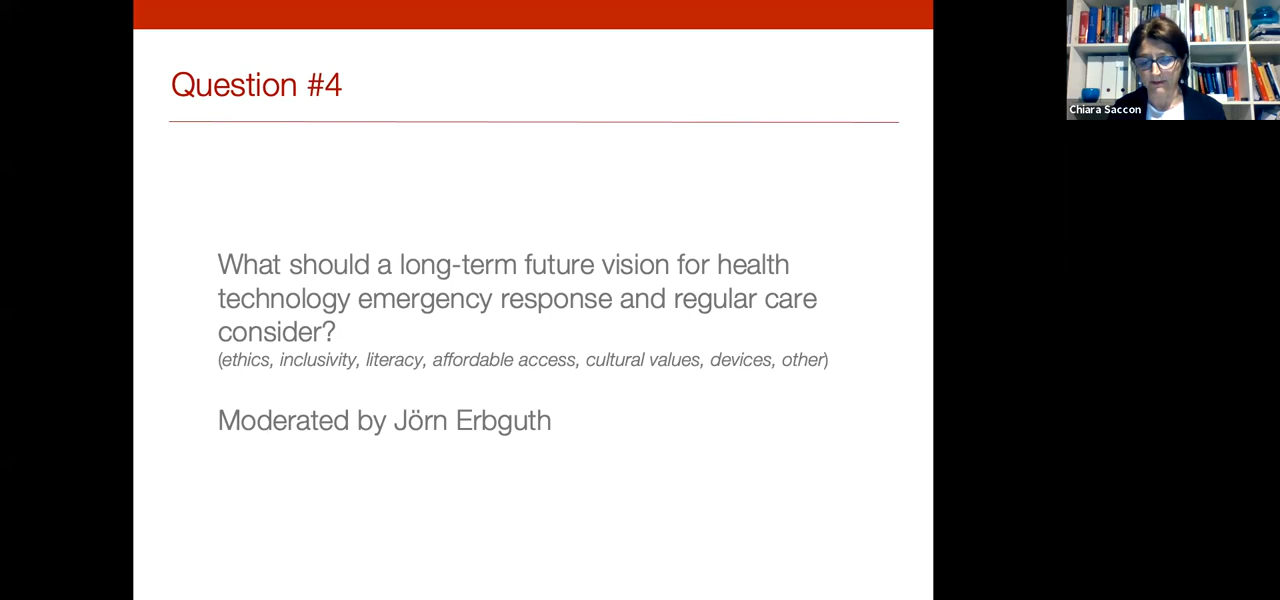 Question #4
What should a long-term future vision for health
technology emergency response and regular care
consider?
(ethics, inclusivity, literacy, affordable access, cultural values, devices, other)
Moderated by Jörn Erbguth
Chiara Saccon